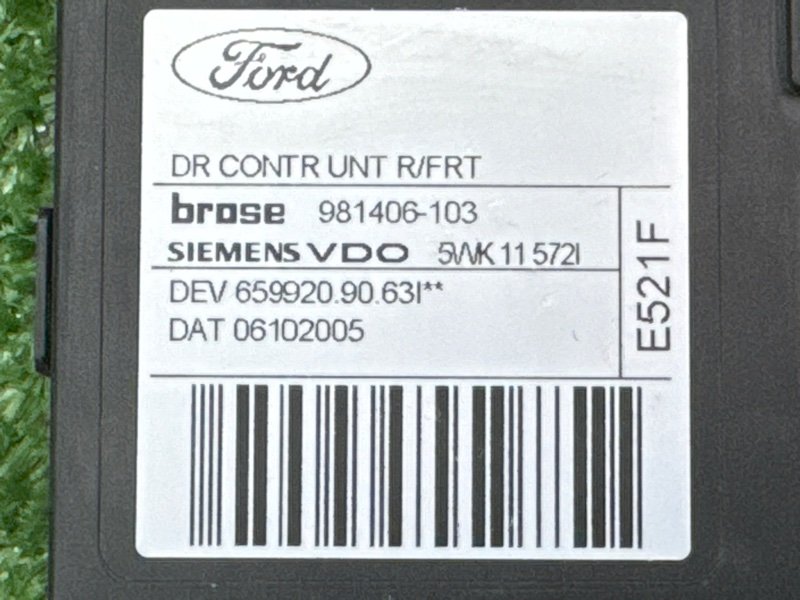 Ford
DR CONTR UNT R/FRT
brose 981406-103
SIEMENS VDO 5WK 11 572I
DEV 659920.90.63I**
DAT 06102005
E521F